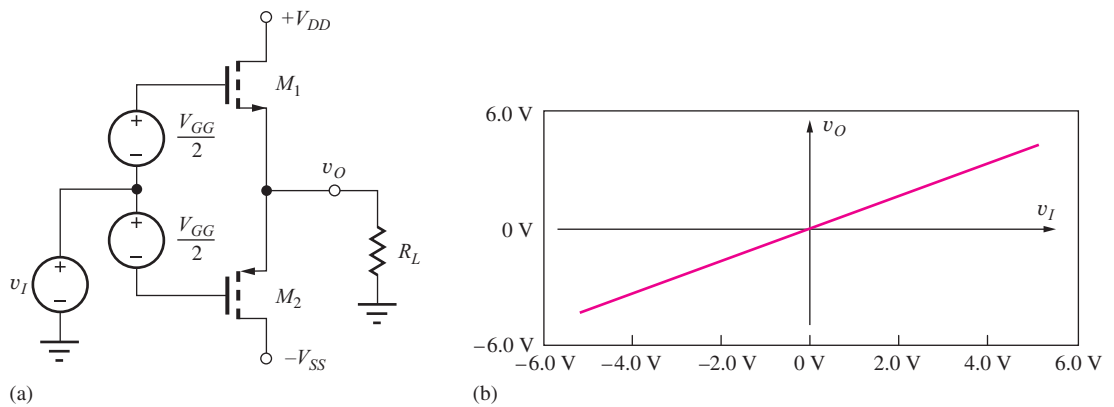 +V_DD
M_1
+
−
V_GG
2
v_O
+
−
V_GG
2
R_L
v_I
+
−
M_2
−V_SS
(a)
6.0 V
v_O
0 V
v_I
−6.0 V
−6.0 V −4.0 V −2.0 V 0 V 2.0 V 4.0 V 6.0 V
(b)